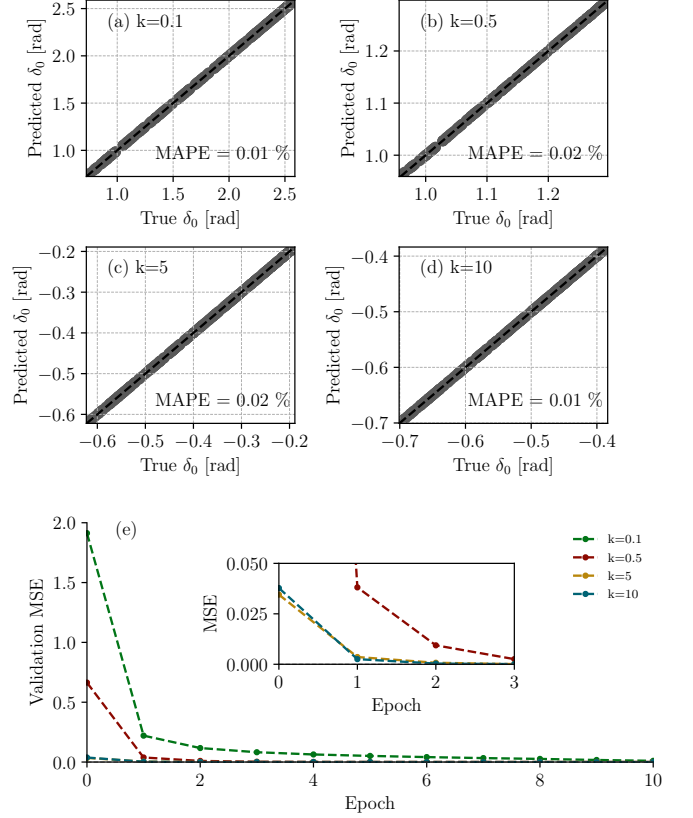 (a) k=0.1
2.5
2.0
1.5
1.0
Predicted δ0 [rad]
MAPE = 0.01 %
1.0 1.5 2.0 2.5
True δ0 [rad]
(b) k=0.5
1.2
1.1
1.0
Predicted δ0 [rad]
MAPE = 0.02 %
1.0 1.1 1.2
True δ0 [rad]
(c) k=5
−0.2
−0.3
−0.4
−0.5
−0.6
Predicted δ0 [rad]
MAPE = 0.02 %
−0.6 −0.5 −0.4 −0.3 −0.2
True δ0 [rad]
(d) k=10
−0.4
−0.5
−0.6
−0.7
Predicted δ0 [rad]
MAPE = 0.01 %
−0.7 −0.6 −0.5 −0.4
True δ0 [rad]
(e)
2.0
1.5
1.0
0.5
0.0
Validation MSE
0 2 4 6 8 10
Epoch
0.050
0.025
0.000
MSE
0 1 2 3
Epoch
k=0.1
k=0.5
k=5
k=10